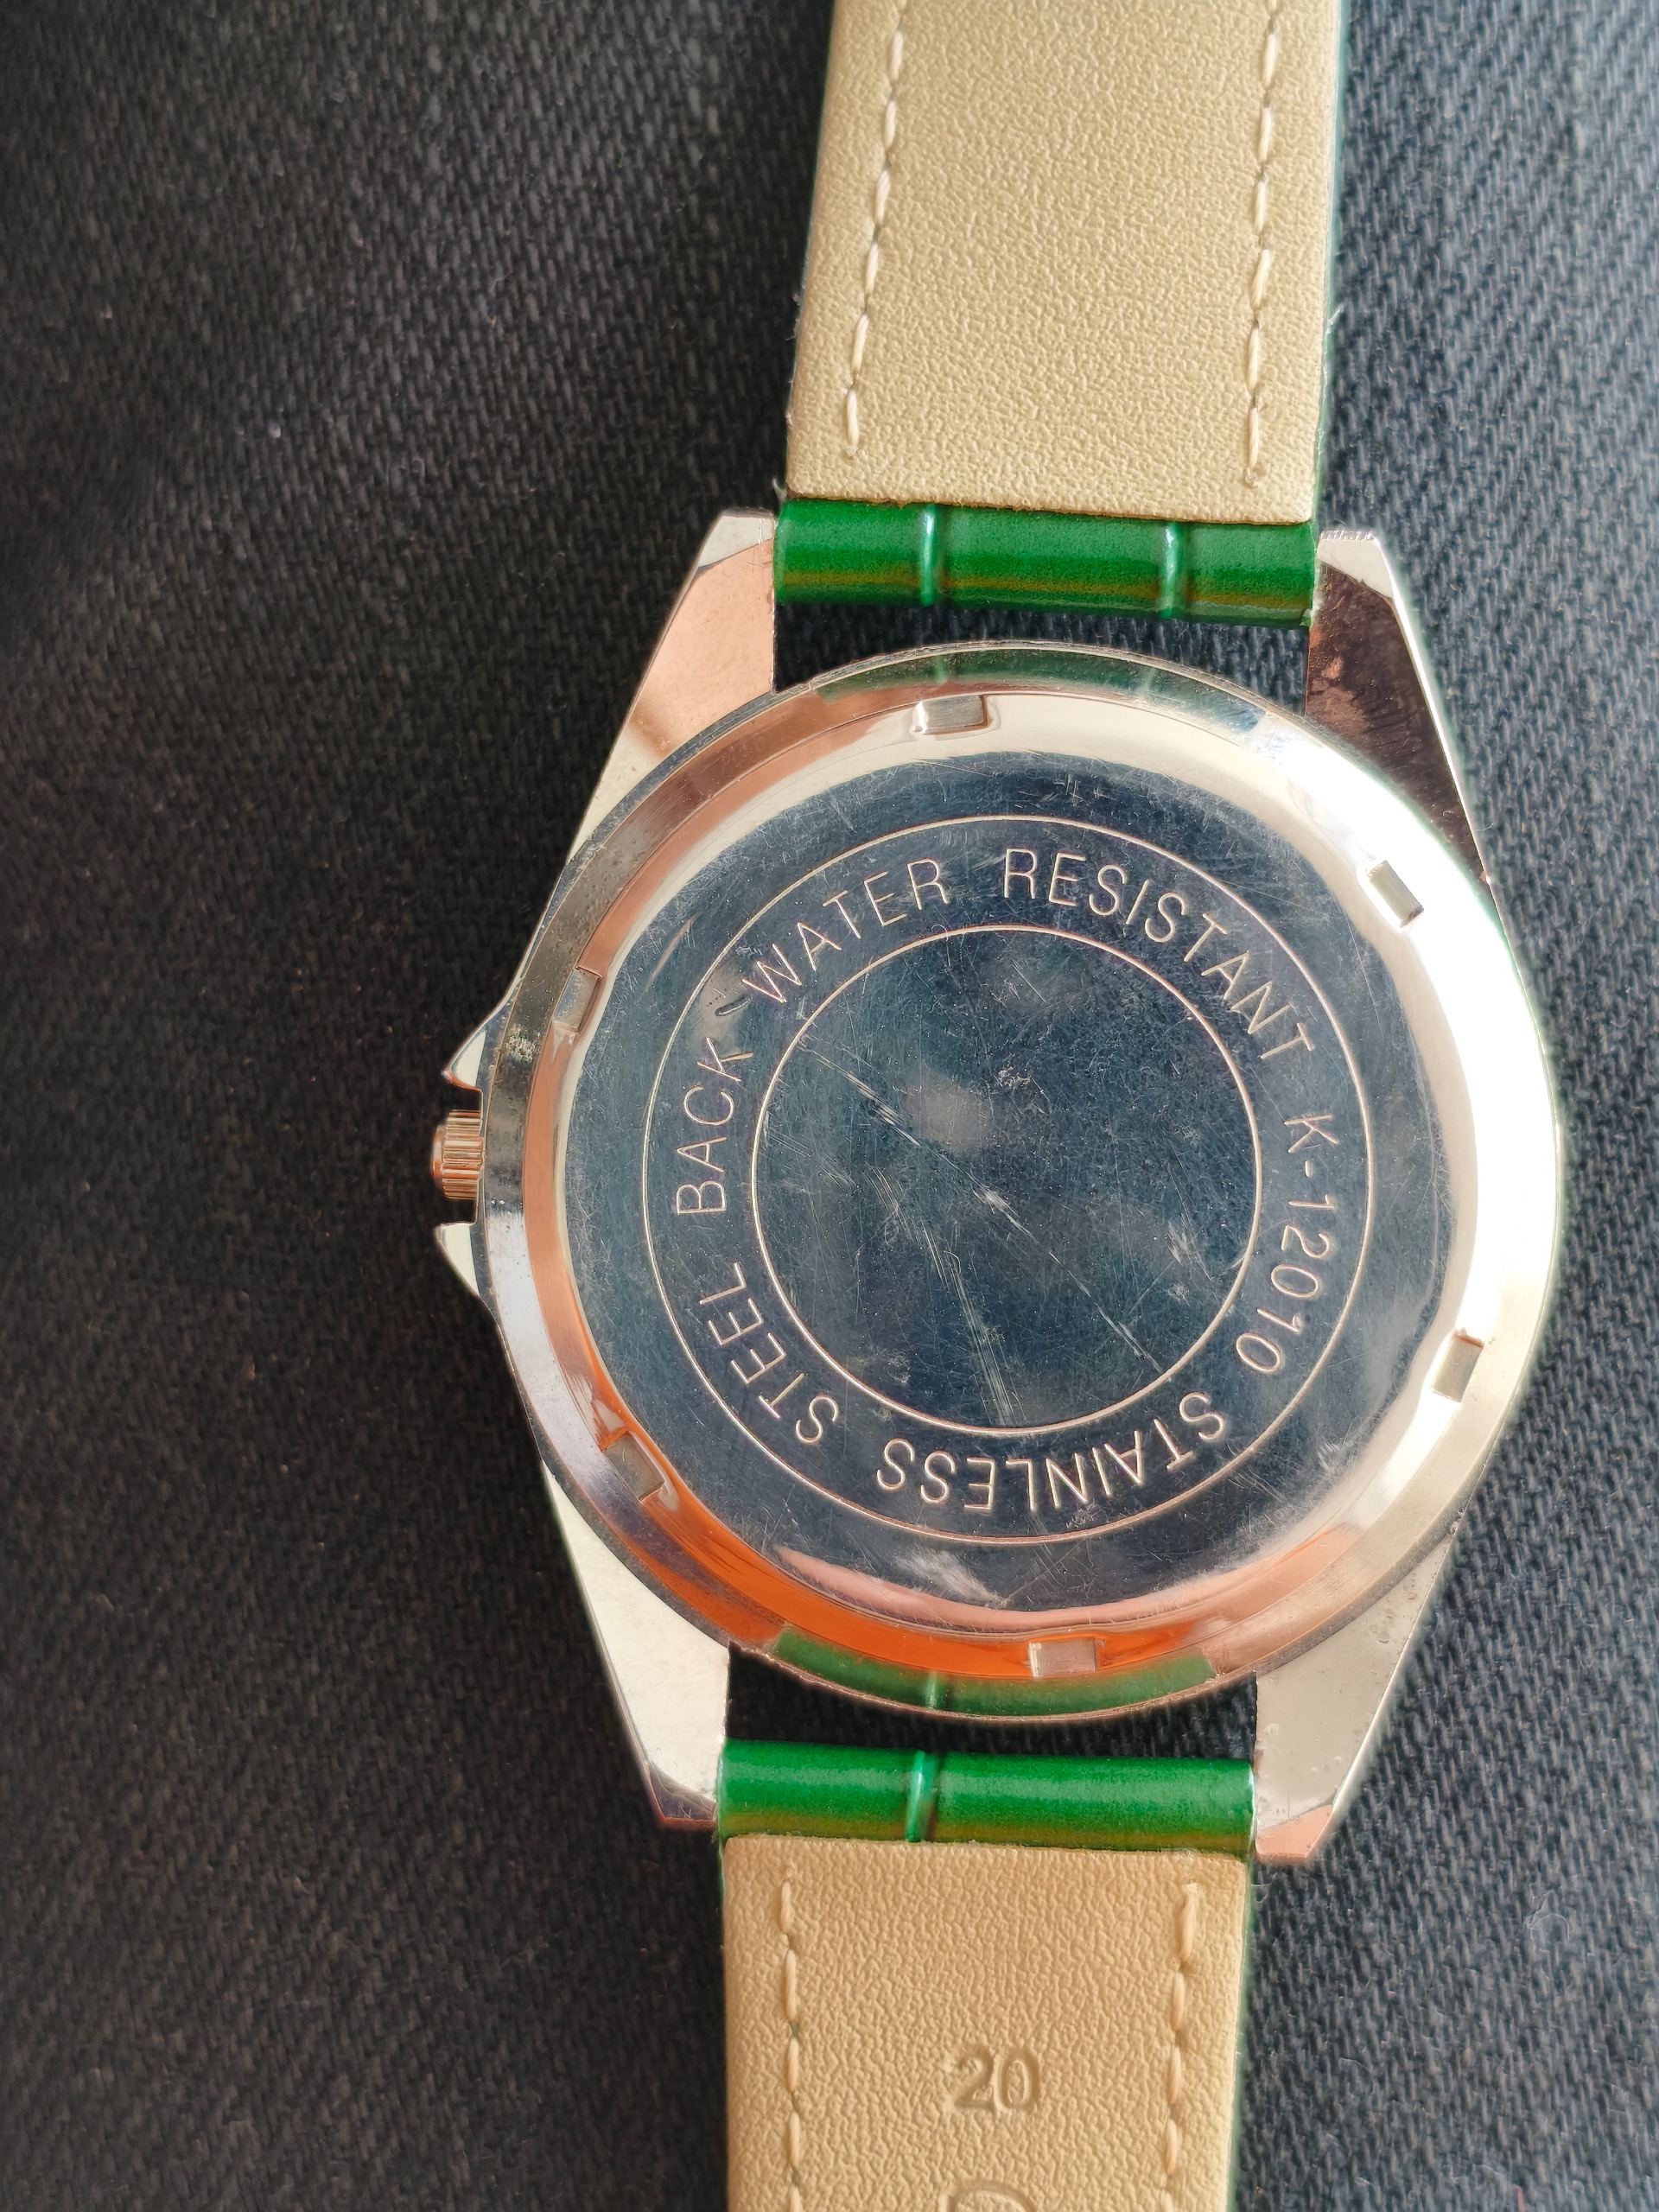 WATER RESISTANT K-12010 STAINLESS STEEL BACK
20